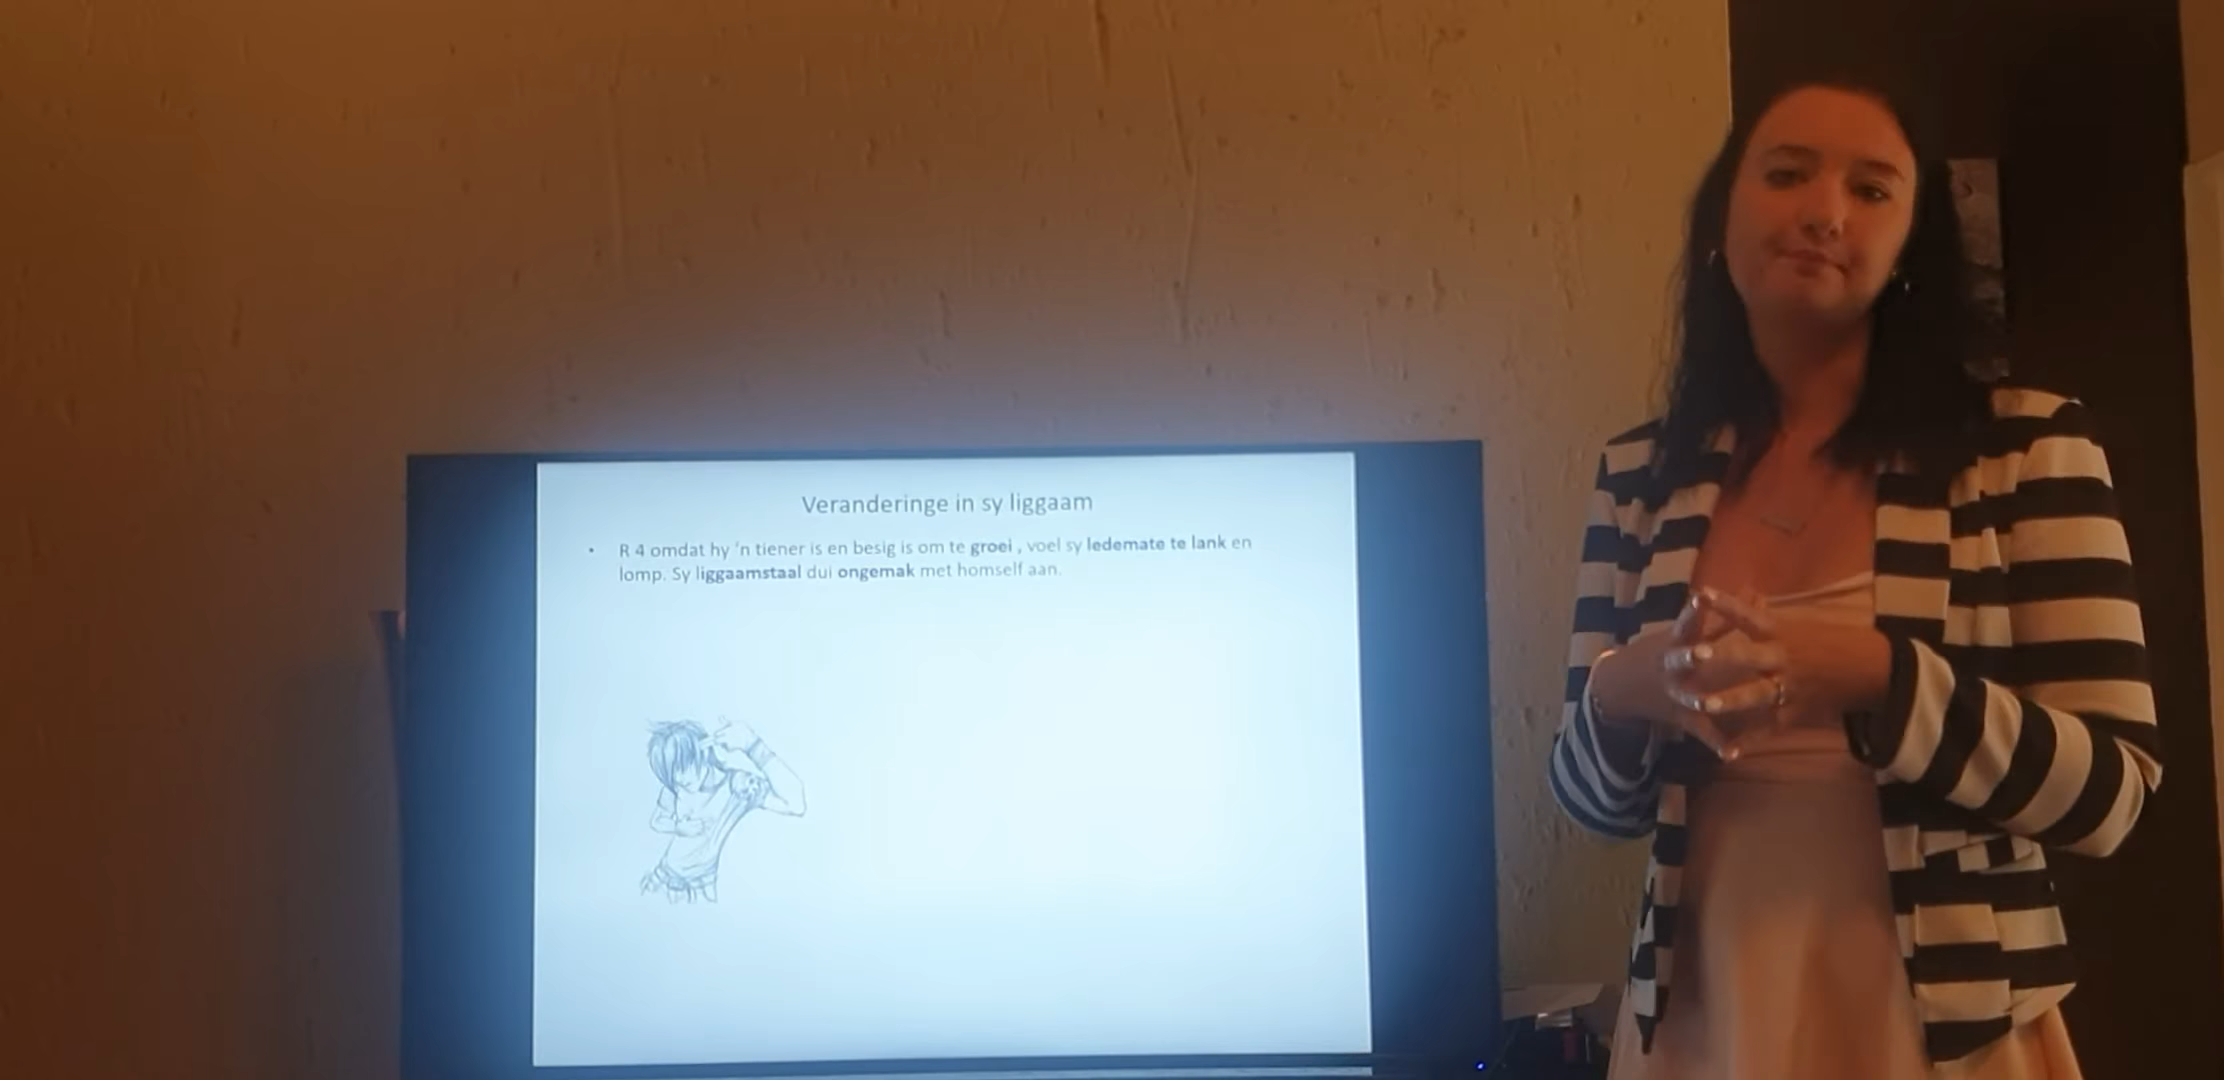 Veranderinge in sy liggaam
• R 4 omdat hy 'n tiener is en besig is om te groei , voel sy ledemate te lank en
lomp. Sy liggaamstaal dui ongemak met homself aan.